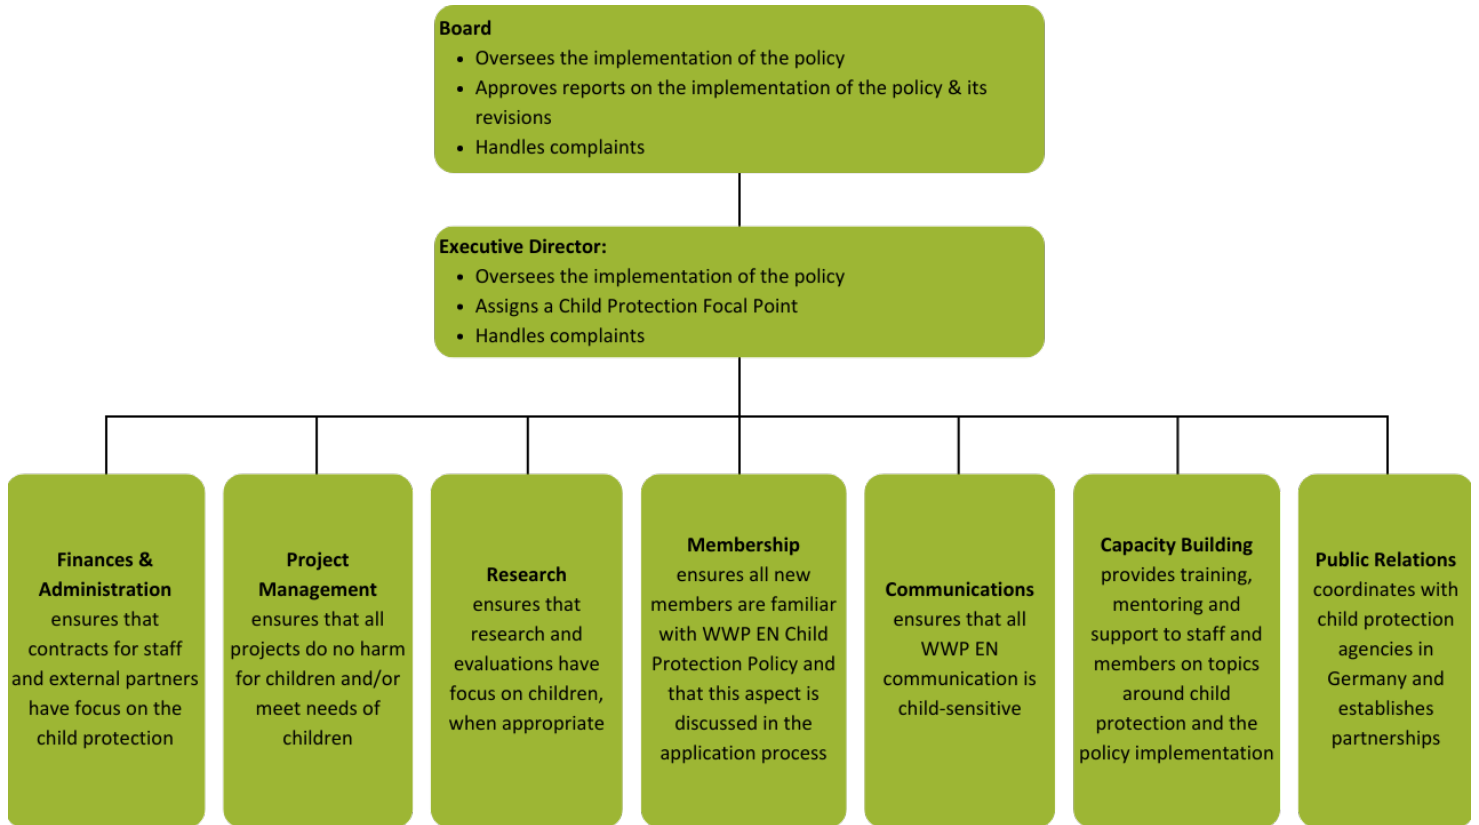 Board
• Oversees the implementation of the policy
• Approves reports on the implementation of the policy & its
revisions
• Handles complaints
Executive Director:
• Oversees the implementation of the policy
• Assigns a Child Protection Focal Point
• Handles complaints
Finances &
Administration
ensures that
contracts for staff
and external partners
have focus on the
child protection
Project
Management
ensures that all
projects do no harm
for children and/or
meet needs of
children
Research
ensures that
research and
evaluations have
focus on children,
when appropriate
Membership
ensures all new
members are familiar
with WWP EN Child
Protection Policy and
that this aspect is
discussed in the
application process
Communications
ensures that all
WWP EN
communication is
child-sensitive
Capacity Building
provides training,
mentoring and
support to staff and
members on topics
around child
protection and the
policy implementation
Public Relations
coordinates with
child protection
agencies in
Germany and
establishes
partnerships